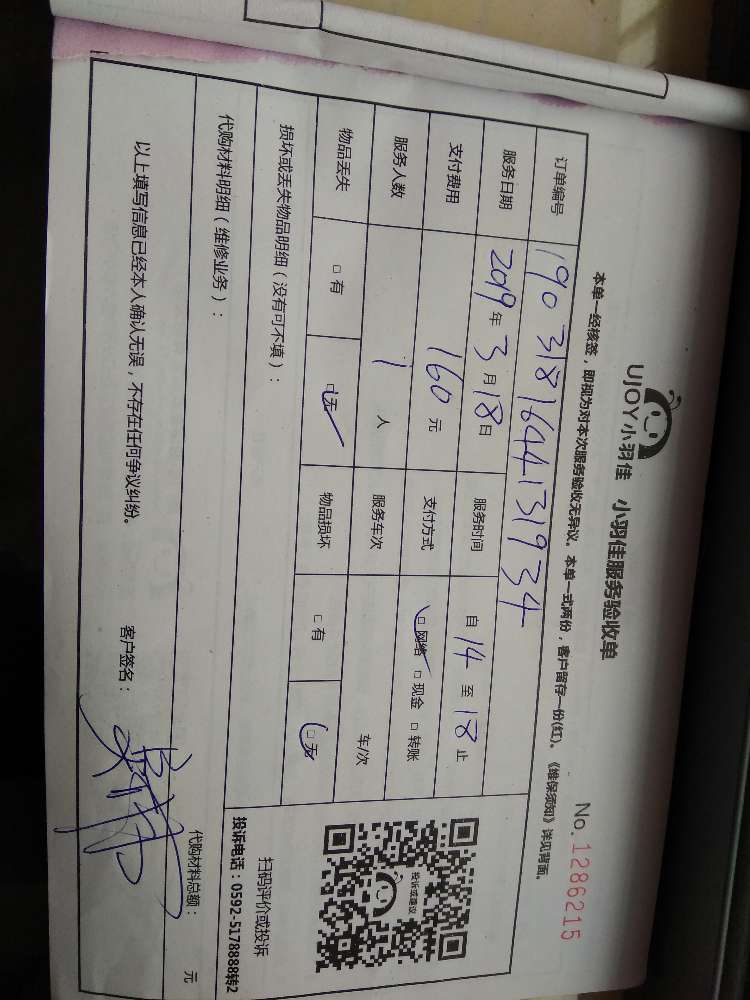 UJOY小羽佳 小羽佳服务验收单
No.1286215
本单一经核签，即视为对本次服务验收无异议。本单一式两份，客户留存一份(红)。《维保须知》详见背面。
订单编号 1903181644131934
服务日期 2019年3月18日 服务时间 自14至18止
支付费用 160元 支付方式 □网络 □现金 □转账
服务人数 1人 服务车次 车/次
物品丢失 □有 □无 物品损坏 □有 □无
损坏或丢失物品明细（没有可不填）：
投诉或建议
扫码评价或投诉
投诉电话：0592-5178888转2
代购材料明细（维修业务）：
代购材料总额： 元
以上填写信息已经本人确认无误，不存在任何争议纠纷。 客户签名：